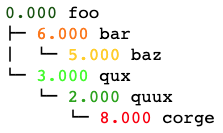 0.000 foo
├─ 6.000 bar
│  └─ 5.000 baz
└─ 3.000 qux
   └─ 2.000 quux
      └─ 8.000 corge